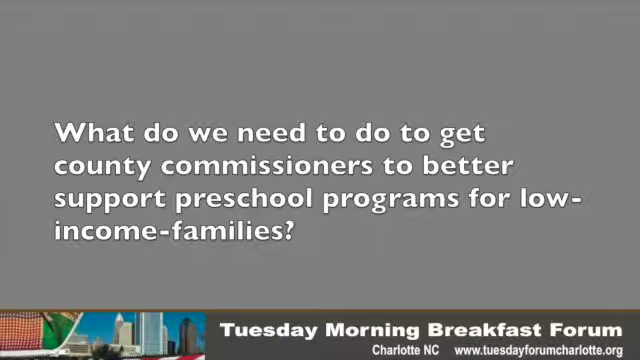 What do we need to do to get
county commissioners to better
support preschool programs for low-
income-families?
Tuesday Morning Breakfast Forum
Charlotte NC www.tuesdayforumcharlotte.org